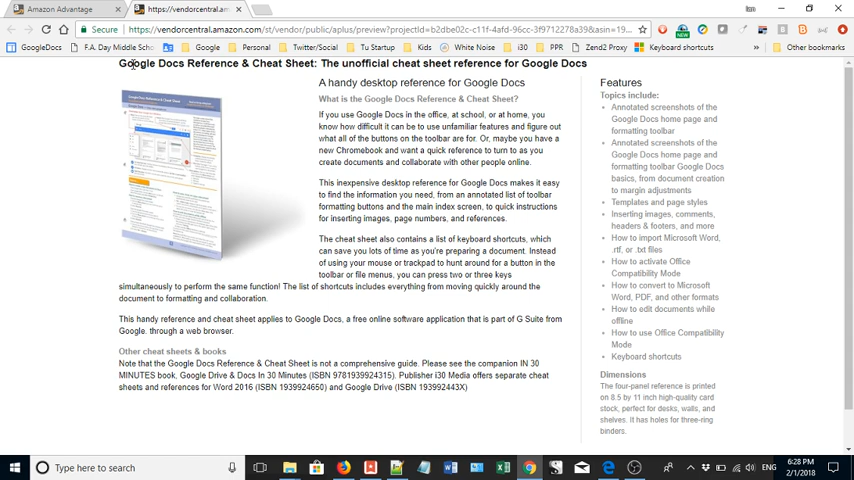 Amazon Advantage
https://vendorcentral.am
Ian
Secure
https://vendorcentral.amazon.com/st/vendor/public/aplus/preview?projectId=b2dbe02c-c11f-4afd-96cc-3f9712278a39&asin=19...
GoogleDocs
F.A. Day Middle Scho
Google
Personal
Twitter/Social
Tu Startup
Kids
White Noise
i30
PPR
Zend2 Proxy
Keyboard shortcuts
Other bookmarks
Google Docs Reference & Cheat Sheet: The unofficial cheat sheet reference for Google Docs
A handy desktop reference for Google Docs
What is the Google Docs Reference & Cheat Sheet?
If you use Google Docs in the office, at school, or at home, you
know how difficult it can be to use unfamiliar features and figure out
what all of the buttons on the toolbar are for. Or, maybe you have a
new Chromebook and want a quick reference to turn to as you
create documents and collaborate with other people online.
This inexpensive desktop reference for Google Docs makes it easy
to find the information you need, from an annotated list of toolbar
formatting buttons and the main index screen, to quick instructions
for inserting images, page numbers, and references.
The cheat sheet also contains a list of keyboard shortcuts, which
can save you lots of time as you're preparing a document. Instead
of using your mouse or trackpad to hunt around for a button in the
toolbar or file menus, you can press two or three keys
simultaneously to perform the same function! The list of shortcuts includes everything from moving quickly around the
document to formatting and collaboration.
This handy reference and cheat sheet applies to Google Docs, a free online software application that is part of G Suite from
Google. through a web browser.
Other cheat sheets & books
Note that the Google Docs Reference & Cheat Sheet is not a comprehensive guide. Please see the companion IN 30
MINUTES book, Google Drive & Docs In 30 Minutes (ISBN 9781939924315). Publisher i30 Media offers separate cheat
sheets and references for Word 2016 (ISBN 1939924650) and Google Drive (ISBN 193992443X)
Features
Topics include:
Annotated screenshots of the
Google Docs home page and
formatting toolbar
Annotated screenshots of the
Google Docs home page and
formatting toolbar Google Docs
basics, from document creation
to margin adjustments
Templates and page styles
Inserting images, comments,
headers & footers, and more
How to import Microsoft Word,
.rtf, or .txt files
How to activate Office
Compatibility Mode
How to convert to Microsoft
Word, PDF, and other formats
How to edit documents while
offline
How to use Office Compatibility
Mode
Keyboard shortcuts
Dimensions
The four-panel reference is printed
on 8.5 by 11 inch high-quality card
stock, perfect for desks, walls, and
shelves. It has holes for three-ring
binders.
Type here to search
ENG
6:28 PM
2/1/2018